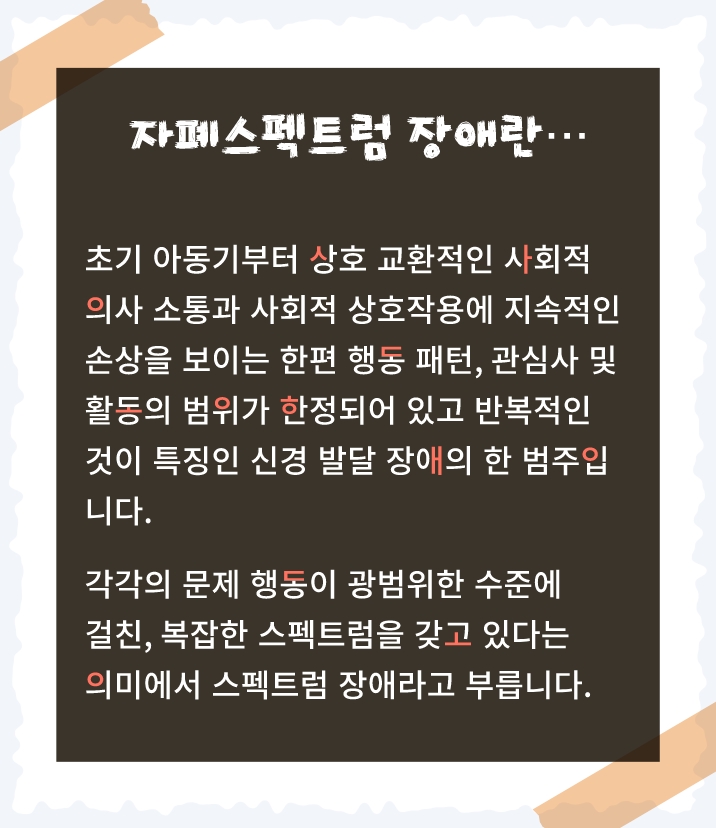 자폐스펙트럼 장애란…
초기 아동기부터 상호 교환적인 사회적
의사 소통과 사회적 상호작용에 지속적인
손상을 보이는 한편 행동 패턴, 관심사 및
활동의 범위가 한정되어 있고 반복적인
것이 특징인 신경 발달 장애의 한 범주입
니다.
각각의 문제 행동이 광범위한 수준에
걸친, 복잡한 스펙트럼을 갖고 있다는
의미에서 스펙트럼 장애라고 부릅니다.